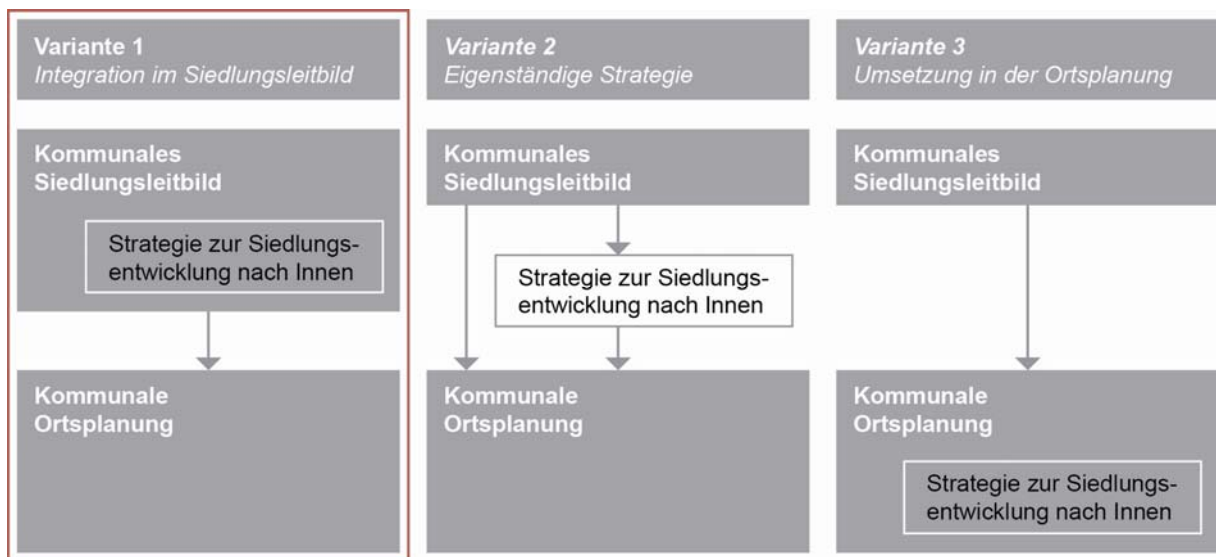 Variante 1
Integration im Siedlungsleitbild
Kommunales
Siedlungsleitbild
Strategie zur Siedlungs-
entwicklung nach Innen
Kommunale
Ortsplanung
Variante 2
Eigenständige Strategie
Kommunales
Siedlungsleitbild
Strategie zur Siedlungs-
entwicklung nach Innen
Kommunale
Ortsplanung
Variante 3
Umsetzung in der Ortsplanung
Kommunales
Siedlungsleitbild
Kommunale
Ortsplanung
Strategie zur Siedlungs-
entwicklung nach Innen